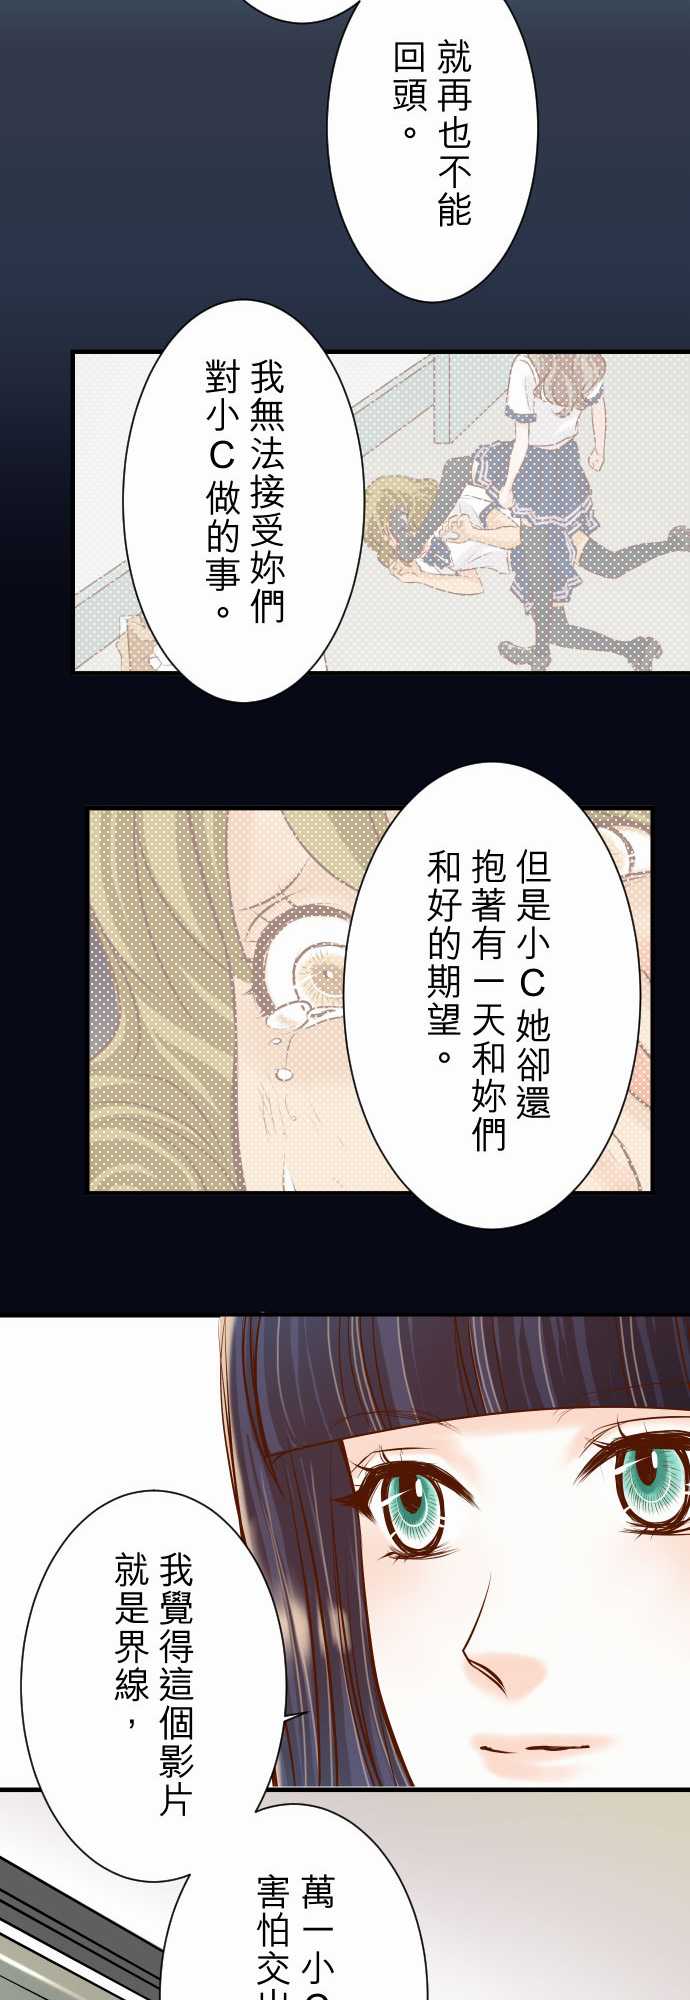 就再也不能
回頭。
我無法接受妳們
對小C做的事。
但是小C她卻還
抱著有一天和妳們
和好的期望。
我覺得這個影片
就是界線，
萬一小C
害怕交出